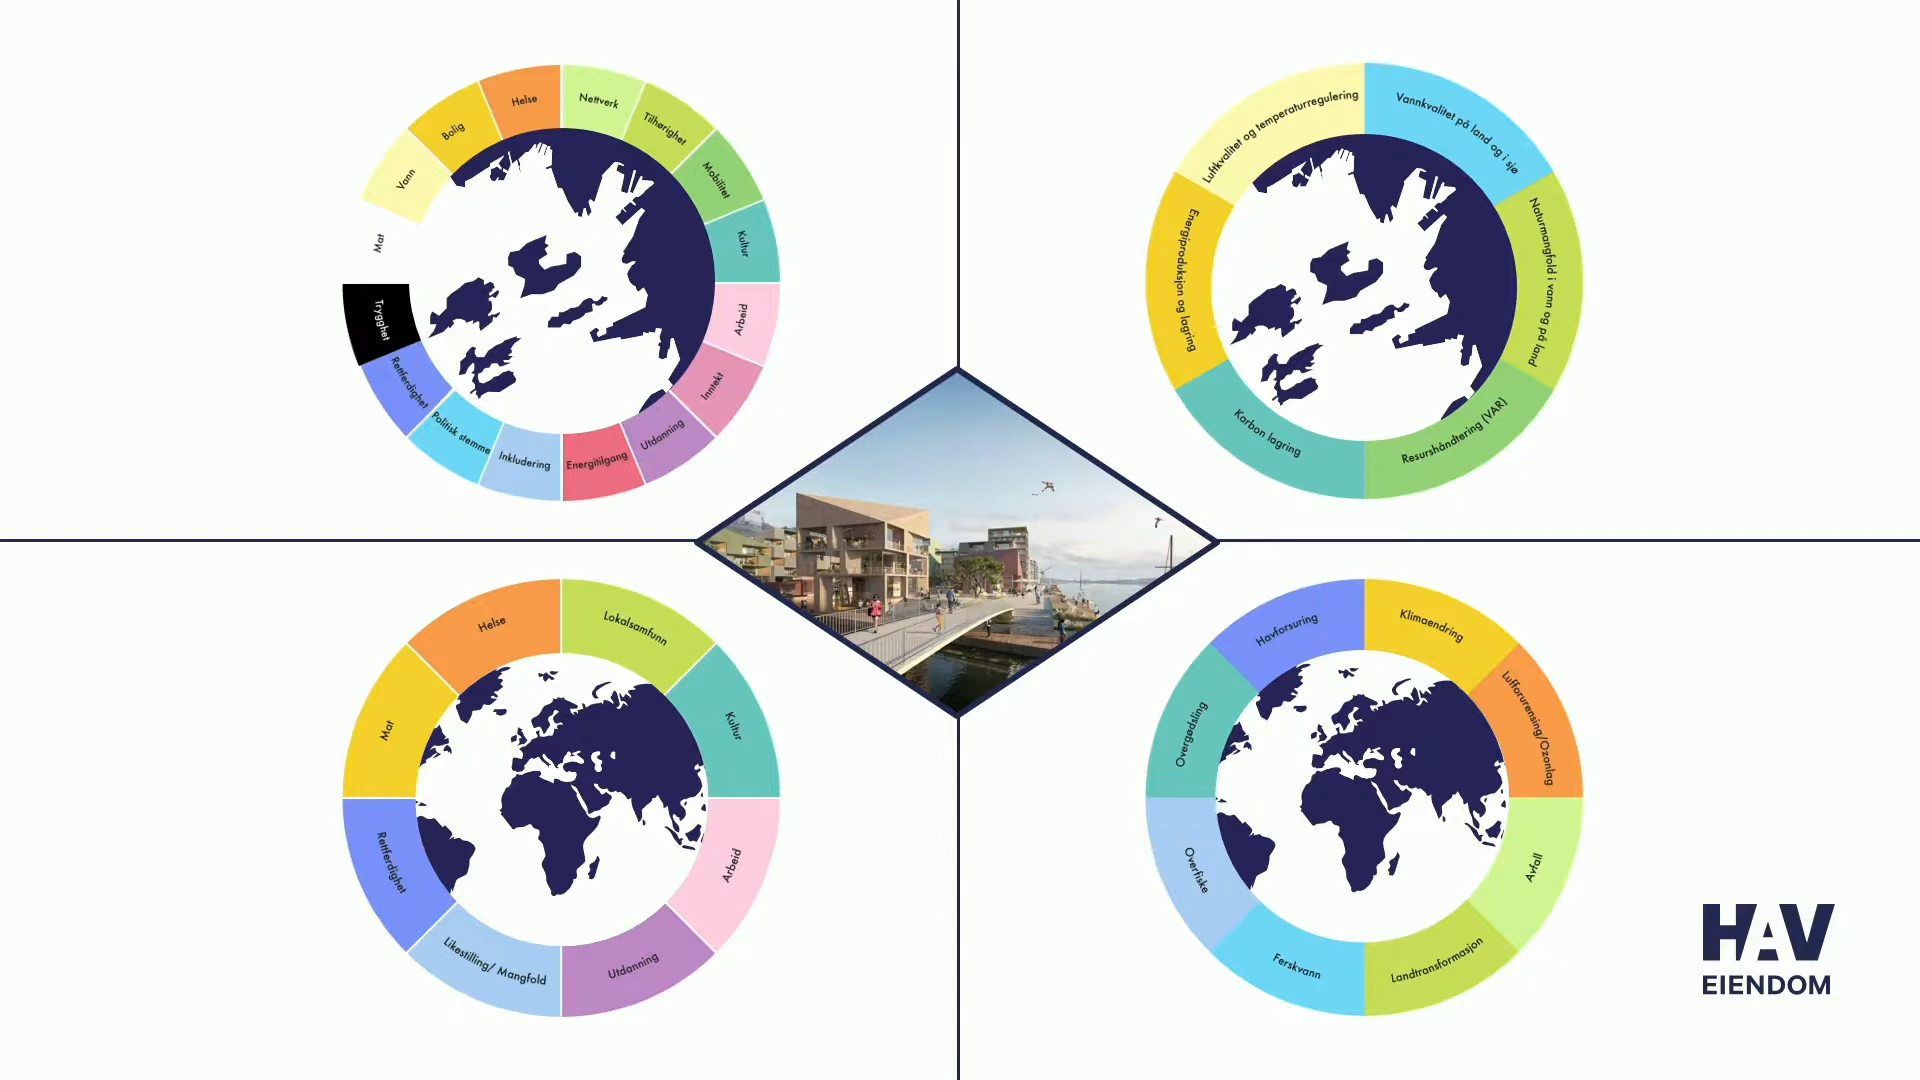 Helse
Nettverk
Tilhørighet
Mobilitet
Kultur
Arbeid
Inntekt
Utdanning
Energitilgang
Inkludering
Politisk stemme
Rettferdighet
Trygghet
Mat
Vann
Bolig
Luftkvalitet og temperaturregulering
Vannkvalitet på land og i sjø
Naturmangfold i vann og på land
Resurshåndtering (VAR)
Karbon lagring
Energiproduksjon og lagring
Helse
Lokalsamfunn
Kultur
Arbeid
Utdanning
Likestilling/ Mangfold
Rettferdighet
Mat
Havforsuring
Klimaendring
Lufforurensing/Ozonlag
Avfall
Landtransformasjon
Ferskvann
Overfiske
Overgødsling
HAV
EIENDOM